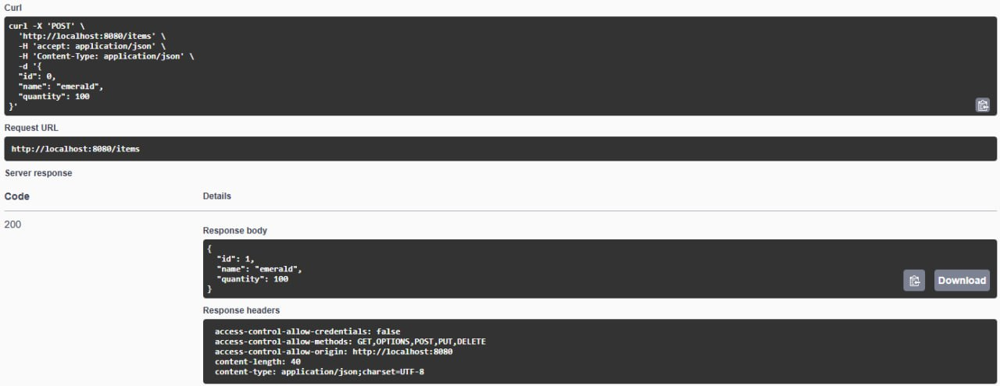 Curl
curl -X 'POST' \
'http://localhost:8080/items' \
-H 'accept: application/json' \
-H 'Content-Type: application/json' \
-d '{
"id": 0,
"name": "emerald",
"quantity": 100
}'
Request URL
http://localhost:8080/items
Server response
Code Details
200
Response body
{
"id": 1,
"name": "emerald",
"quantity": 100
}
Download
Response headers
access-control-allow-credentials: false
access-control-allow-methods: GET,OPTIONS,POST,PUT,DELETE
access-control-allow-origin: http://localhost:8080
content-length: 40
content-type: application/json;charset=UTF-8